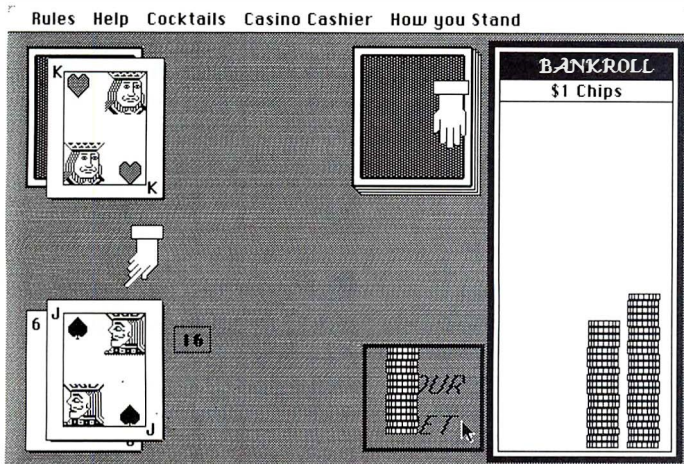 Rules Help Cocktails Casino Cashier How you Stand
BANKROLL
$1 Chips
K
K
6
J
16
J
OUR
ET